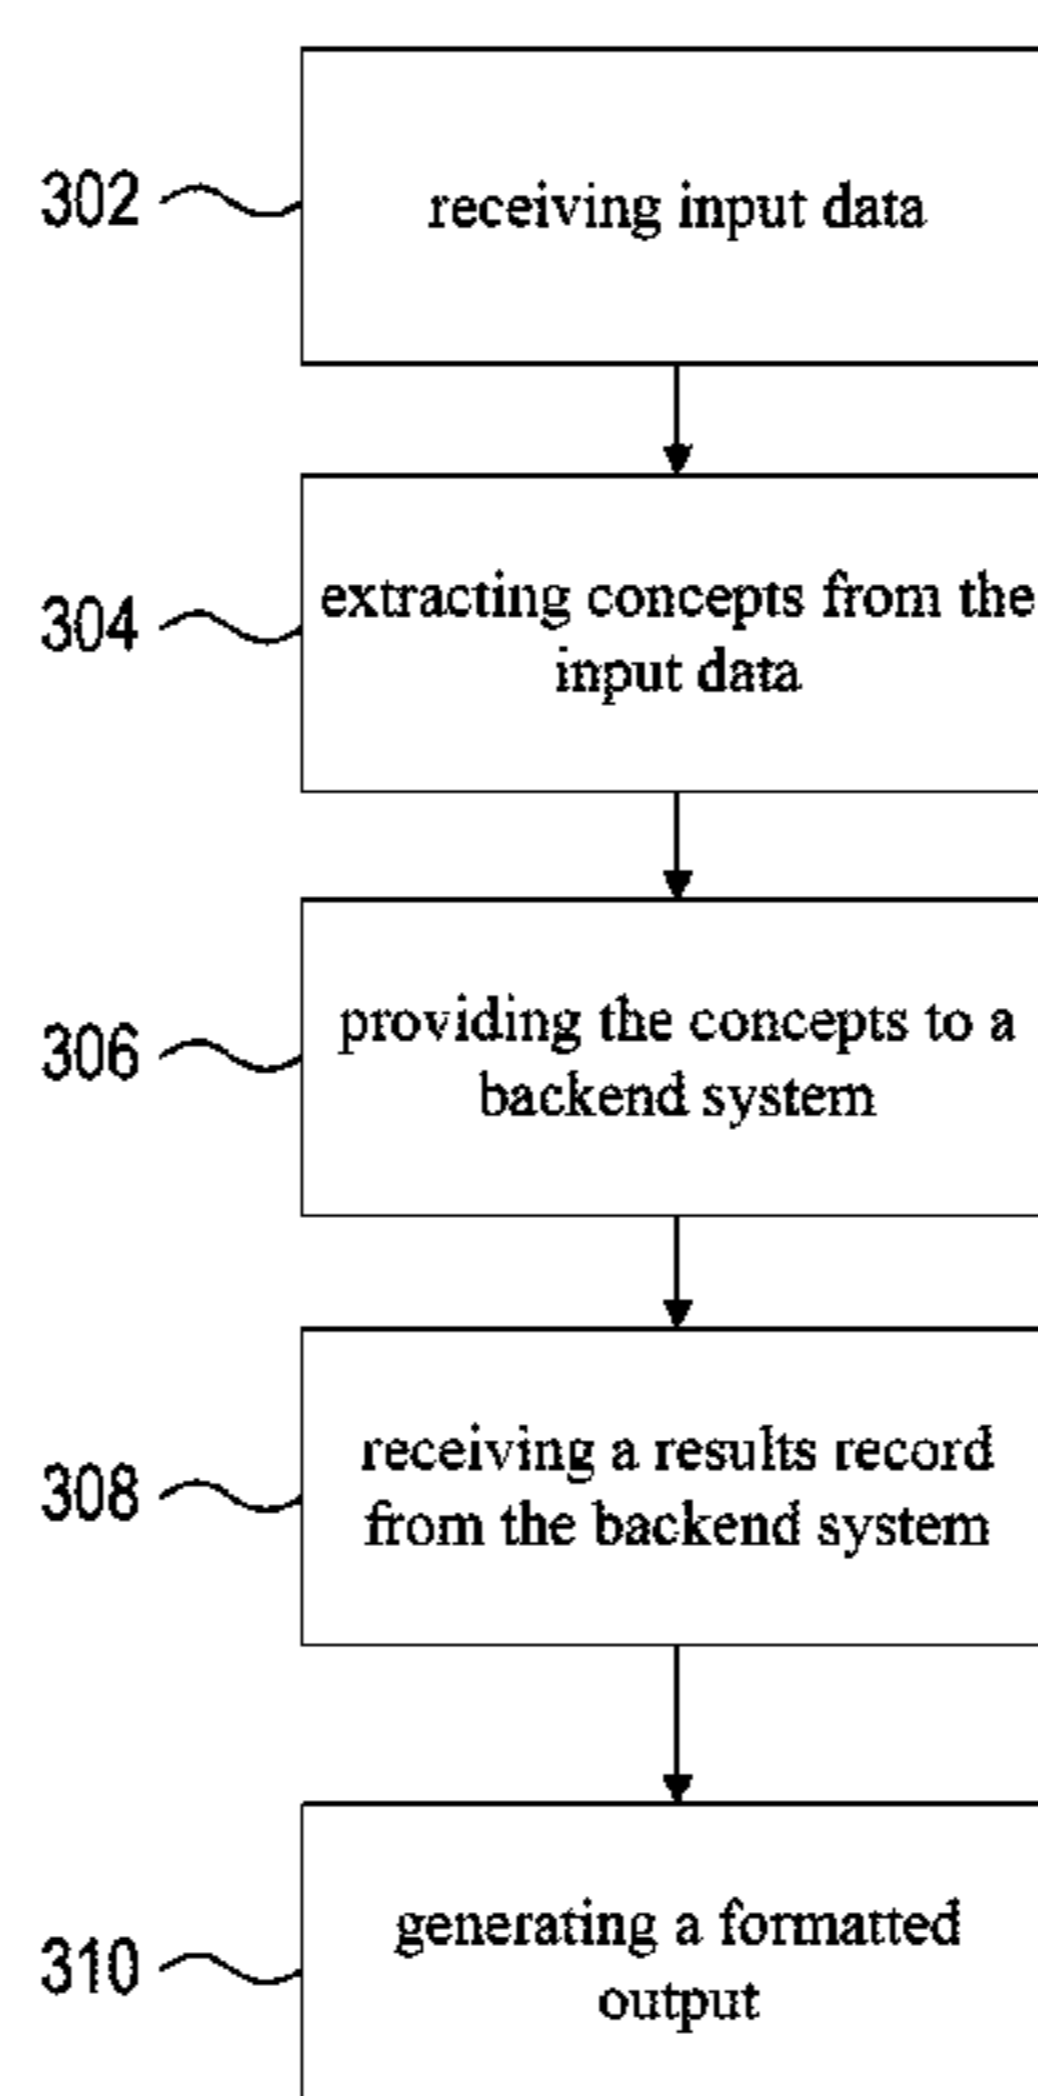 302
receiving input data
304
extracting concepts from the
input data
306
providing the concepts to a
backend system
308
receiving a results record
from the backend system
310
generating a formatted
output